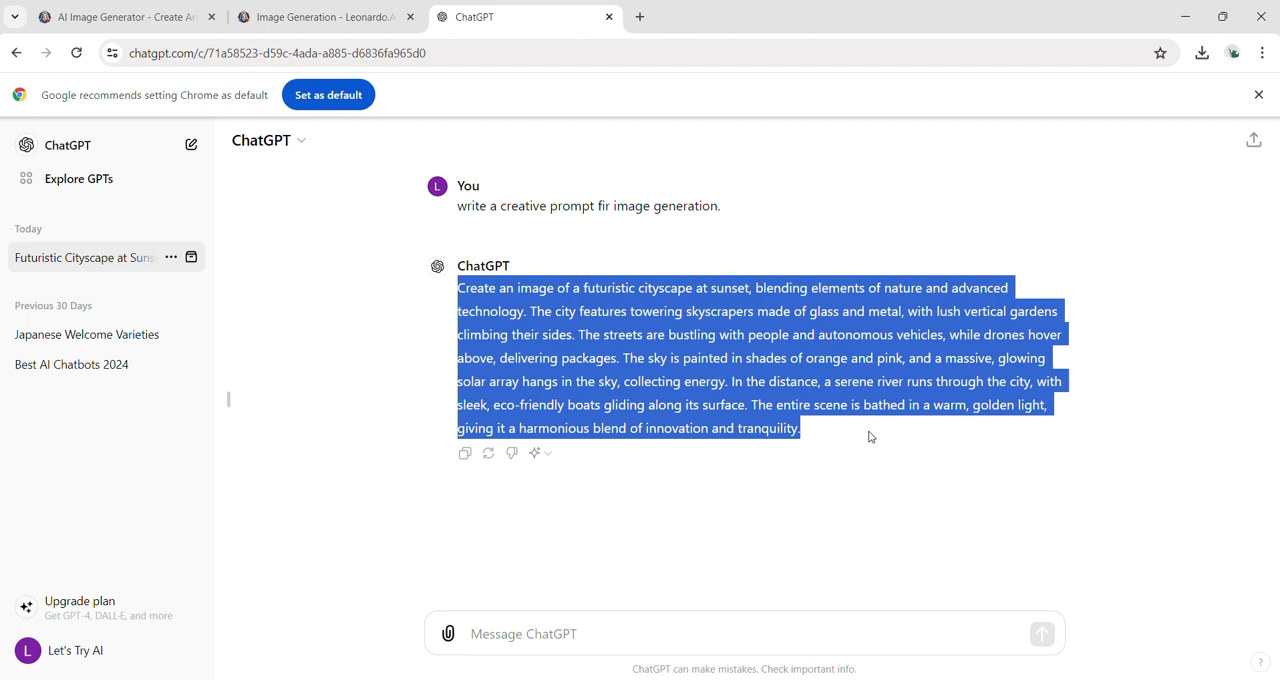 AI Image Generator - Create Ar
Image Generation - Leonardo.A
ChatGPT
chatgpt.com/c/71a58523-d59c-4ada-a885-d6836fa965d0
Google recommends setting Chrome as default
Set as default
ChatGPT
Explore GPTs
Today
Futuristic Cityscape at Suns
Previous 30 Days
Japanese Welcome Varieties
Best AI Chatbots 2024
Upgrade plan
Get GPT-4, DALL·E, and more
L
Let's Try AI
ChatGPT
L
You
write a creative prompt fir image generation.
ChatGPT
Create an image of a futuristic cityscape at sunset, blending elements of nature and advanced
technology. The city features towering skyscrapers made of glass and metal, with lush vertical gardens
climbing their sides. The streets are bustling with people and autonomous vehicles, while drones hover
above, delivering packages. The sky is painted in shades of orange and pink, and a massive, glowing
solar array hangs in the sky, collecting energy. In the distance, a serene river runs through the city, with
sleek, eco-friendly boats gliding along its surface. The entire scene is bathed in a warm, golden light,
giving it a harmonious blend of innovation and tranquility.
Message ChatGPT
ChatGPT can make mistakes. Check important info.
?